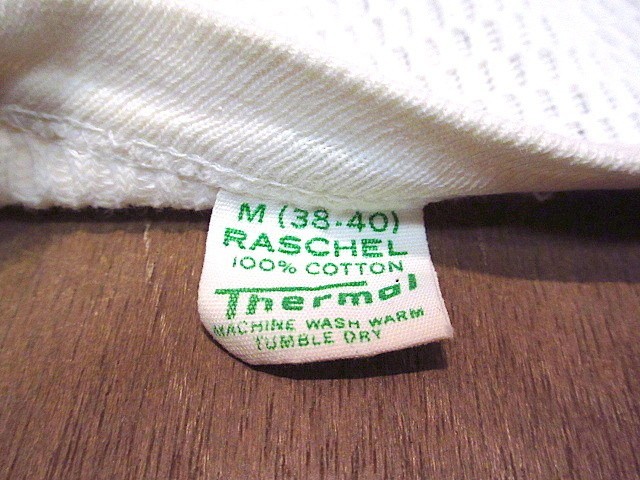 M (38-40)
RASCHEL
100% COTTON
Thermal
MACHINE WASH WARM
TUMBLE DRY